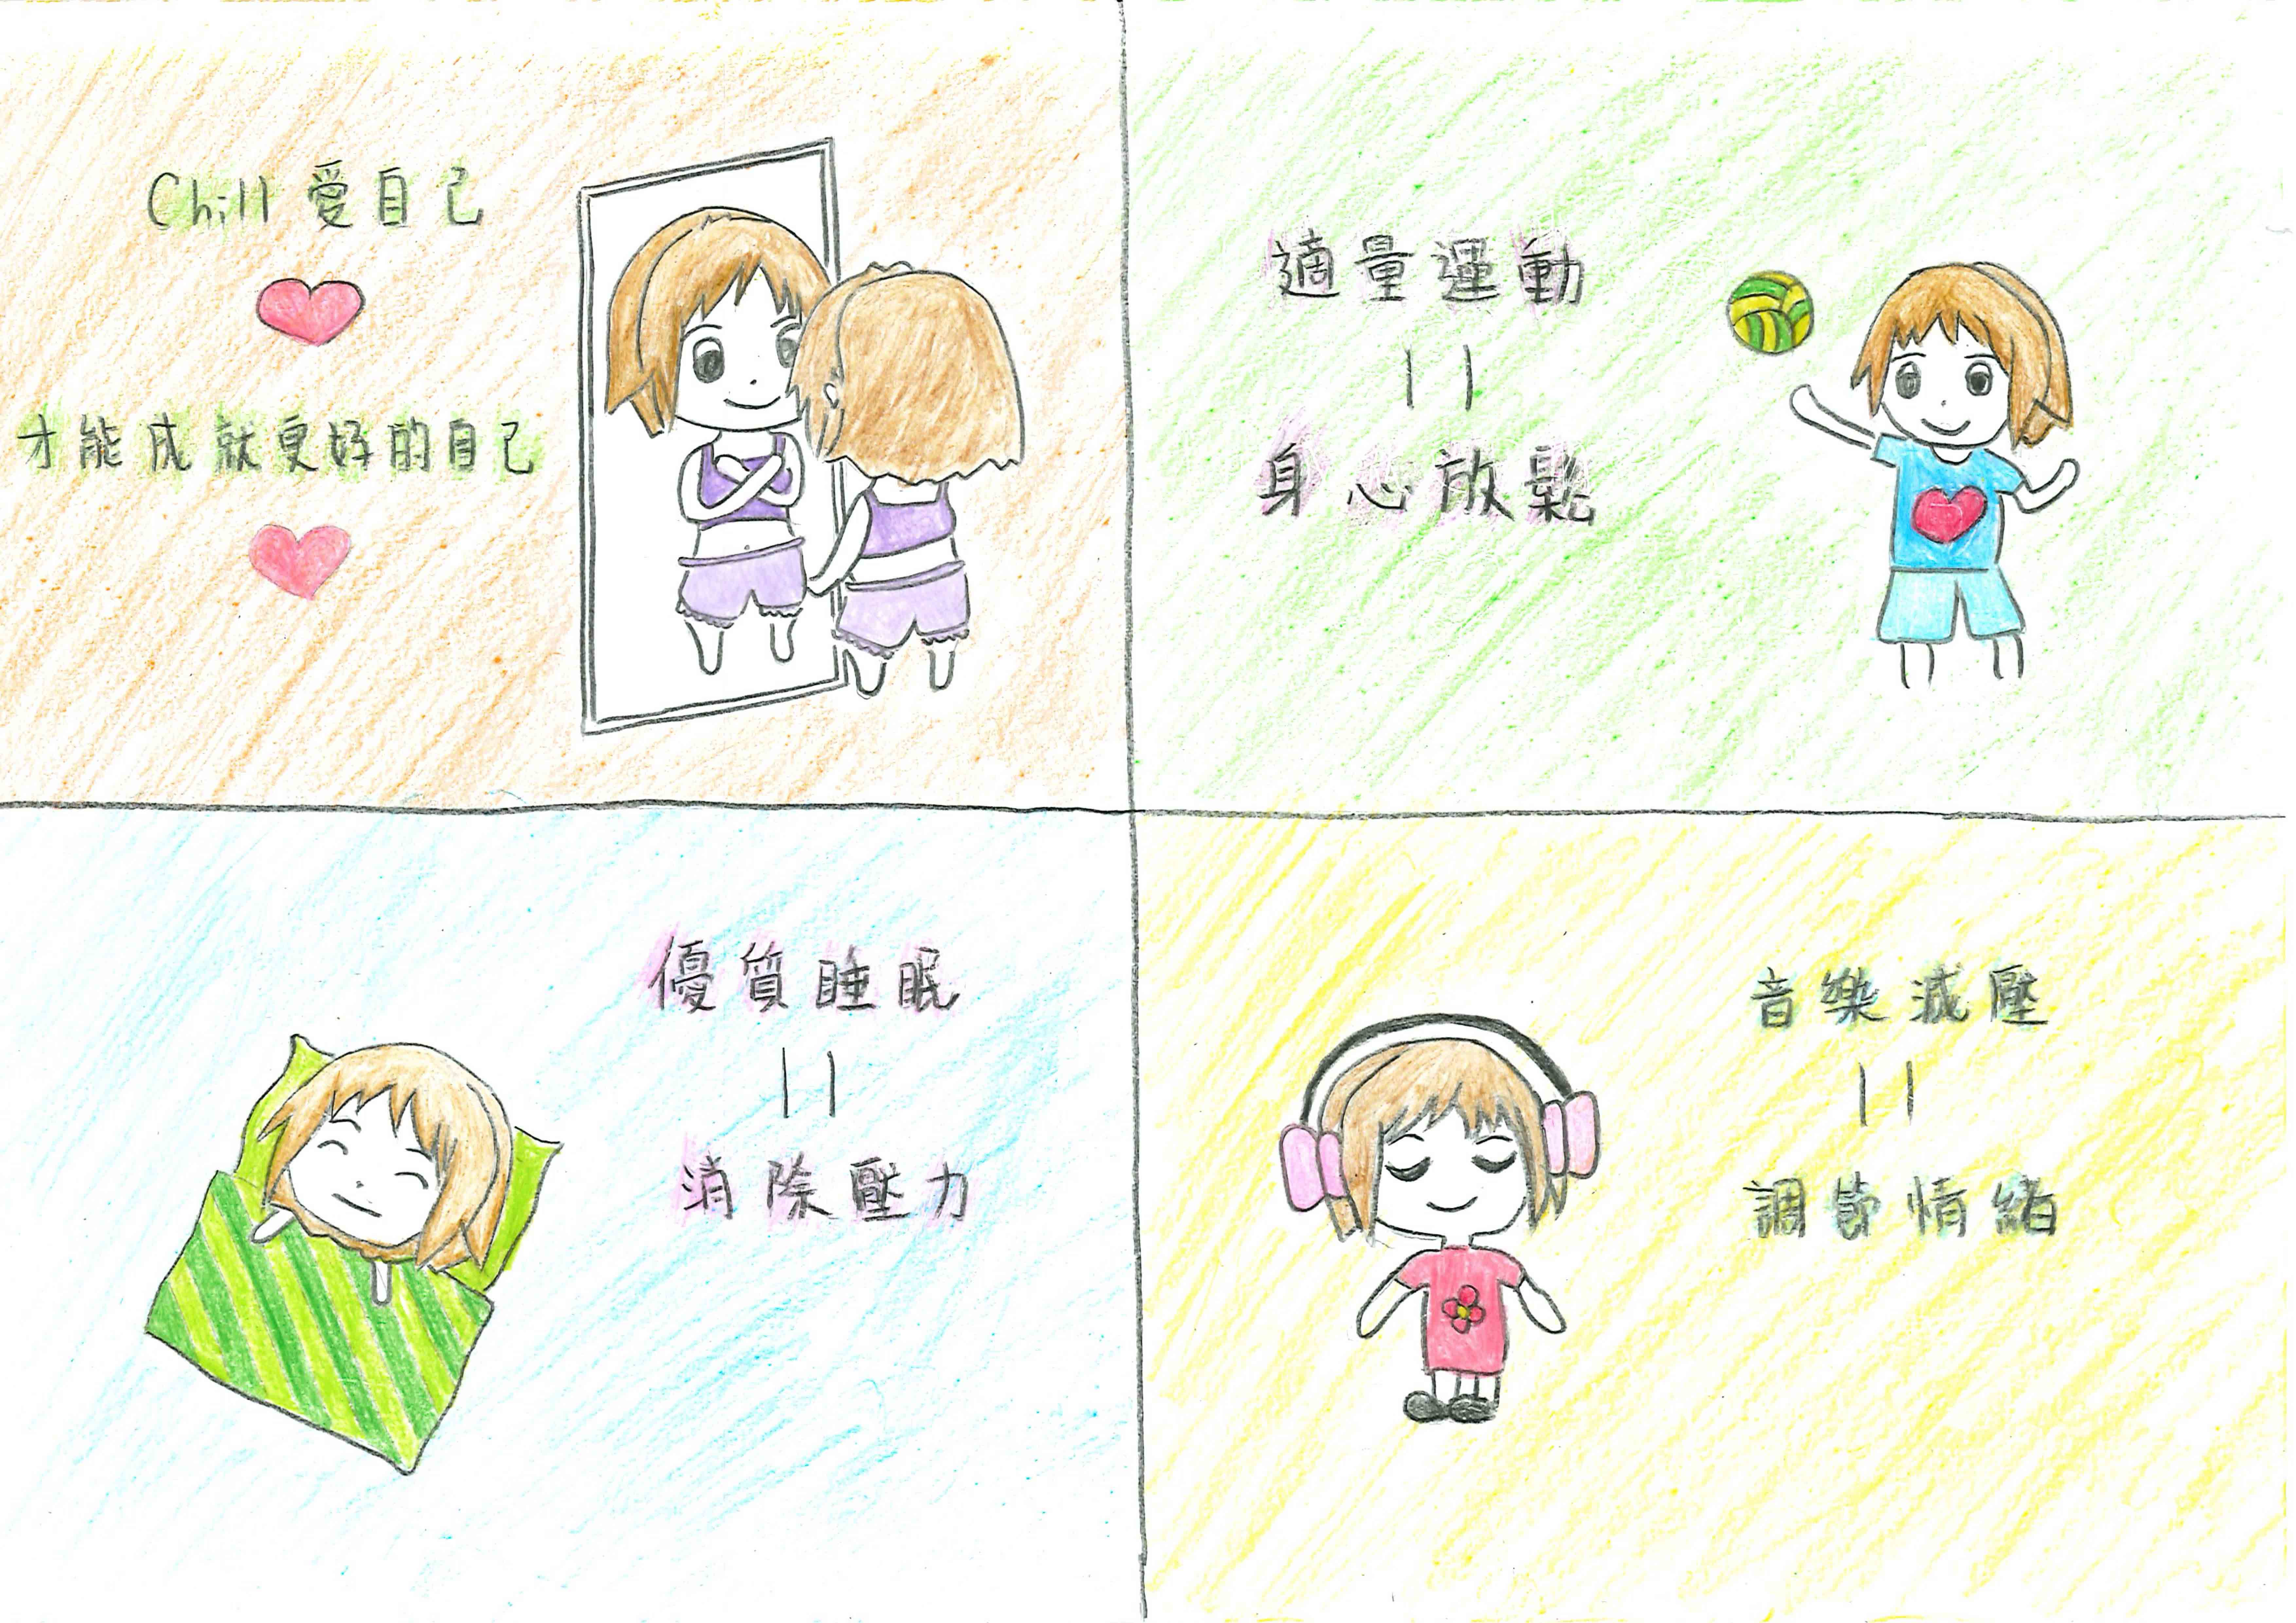 Chill 愛自己
才能成就更好的自己
適量運動
||
身心放鬆
優質睡眠
||
消除壓力
音樂減壓
||
調節情緒